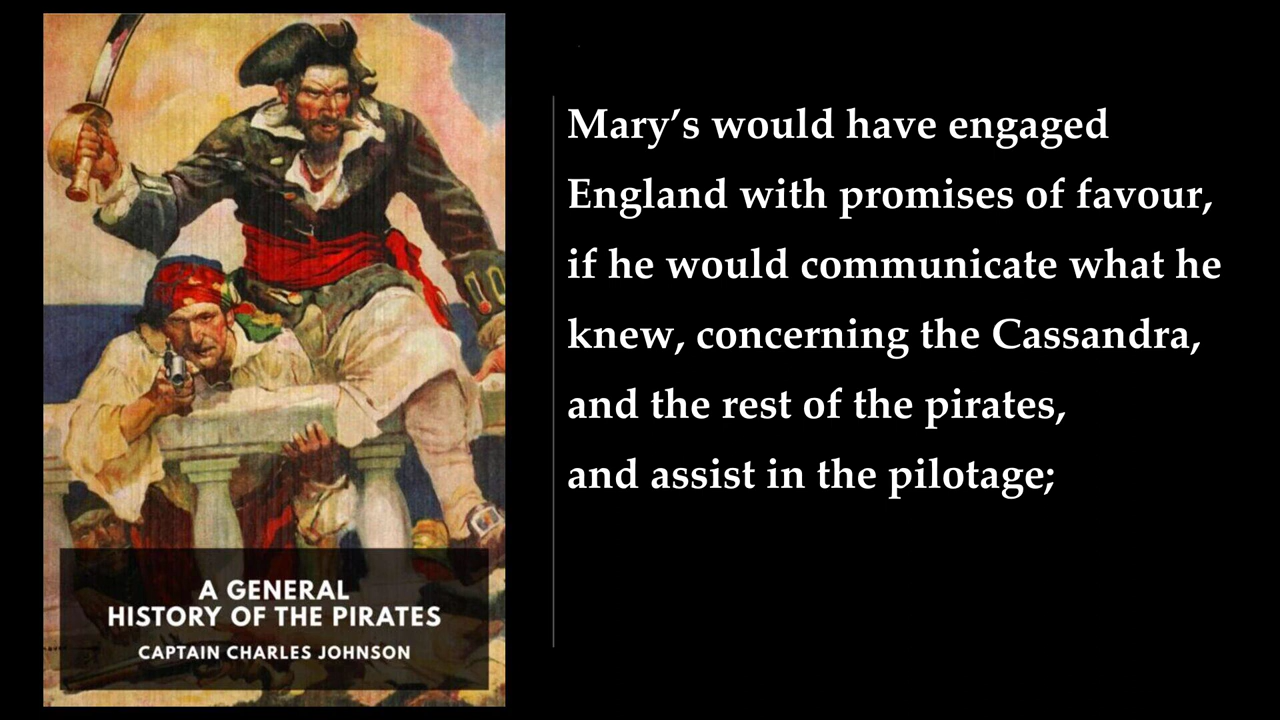 Mary’s would have engaged
England with promises of favour,
if he would communicate what he
knew, concerning the Cassandra,
and the rest of the pirates,
and assist in the pilotage;
A GENERAL
HISTORY OF THE PIRATES
CAPTAIN CHARLES JOHNSON